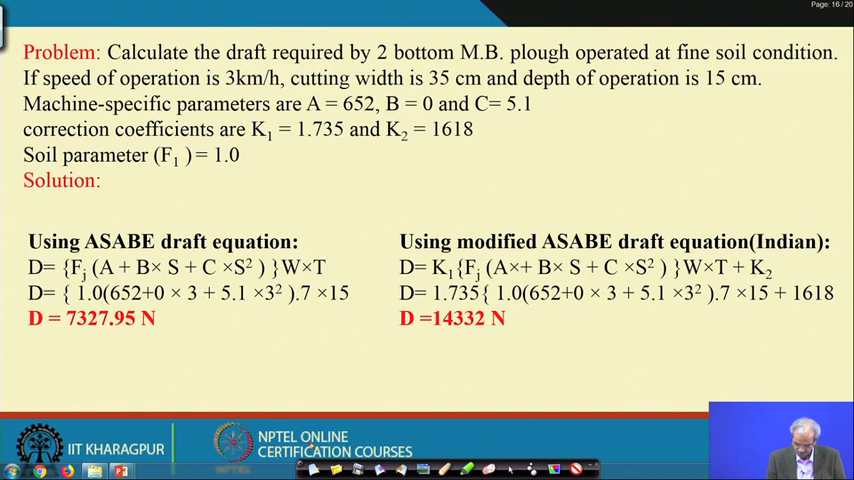 Page: 16 / 20
Problem: Calculate the draft required by 2 bottom M.B. plough operated at fine soil condition.
If speed of operation is 3km/h, cutting width is 35 cm and depth of operation is 15 cm.
Machine-specific parameters are A = 652, B = 0 and C= 5.1
correction coefficients are K₁ = 1.735 and K₂ = 1618
Soil parameter (F₁ ) = 1.0
Solution:
Using ASABE draft equation:
D= {Fⱼ (A + B× S + C ×S² ) }W×T
D= { 1.0(652+0 × 3 + 5.1 ×3² ).7 ×15
D = 7327.95 N
Using modified ASABE draft equation(Indian):
D= K₁{Fⱼ (A×+ B× S + C ×S² ) }W×T + K₂
D= 1.735{ 1.0(652+0 × 3 + 5.1 ×3² ).7 ×15 + 1618
D =14332 N
IIT KHARAGPUR
NPTEL
NPTEL ONLINE
CERTIFICATION COURSES